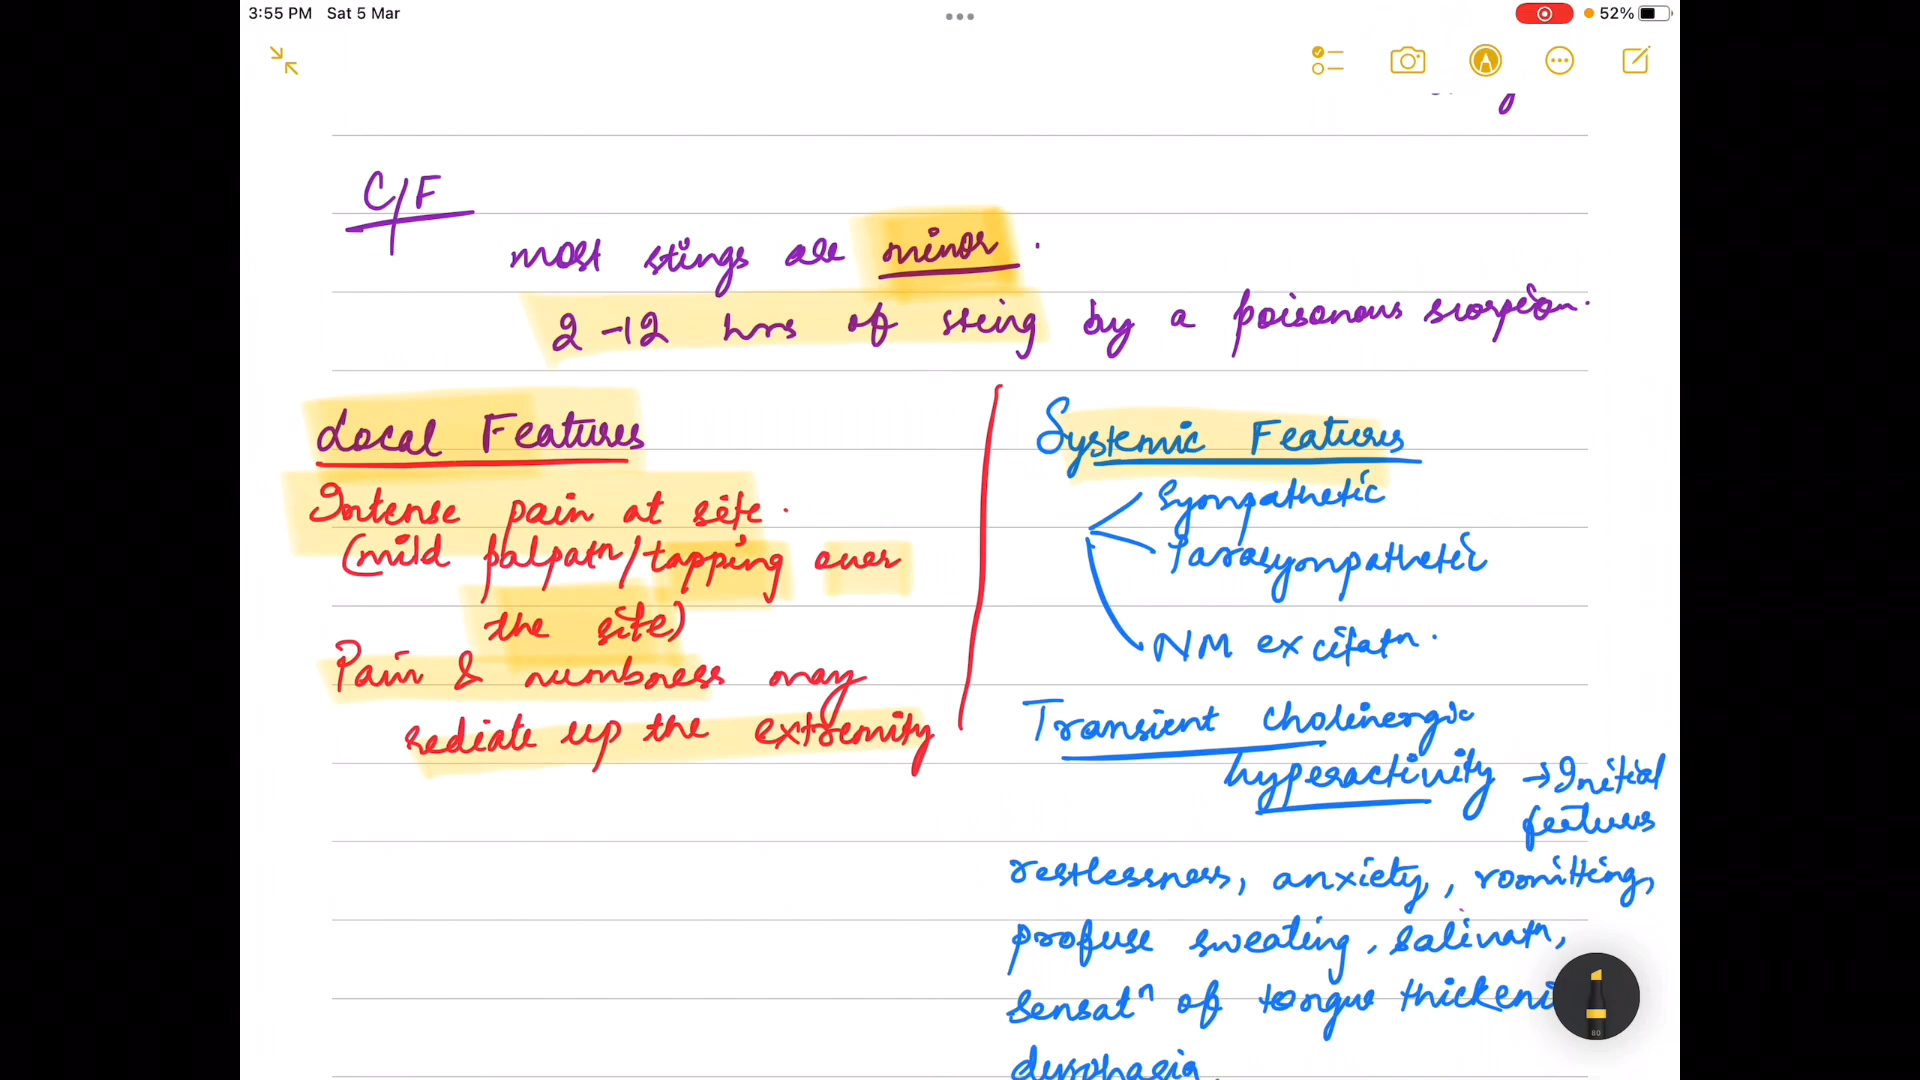 3:55 PM Sat 5 Mar
52%
C/F
most stings are minor.
2-12 hrs of sting by a poisonous scorpion.
Local Features
Intense pain at site.
(mild palpatn/tapping over
the site)
Pain & numbness may
rediate up the extremity
Systemic Features
Sympathetic
Parasympathetic
NM excitatn.
Transient cholinergic
hyperactivity → Initial
features
restlessness, anxiety, vomitting,
profuse sweating, salivatn,
sensatn of tongue thickeni
dysphagia.
80